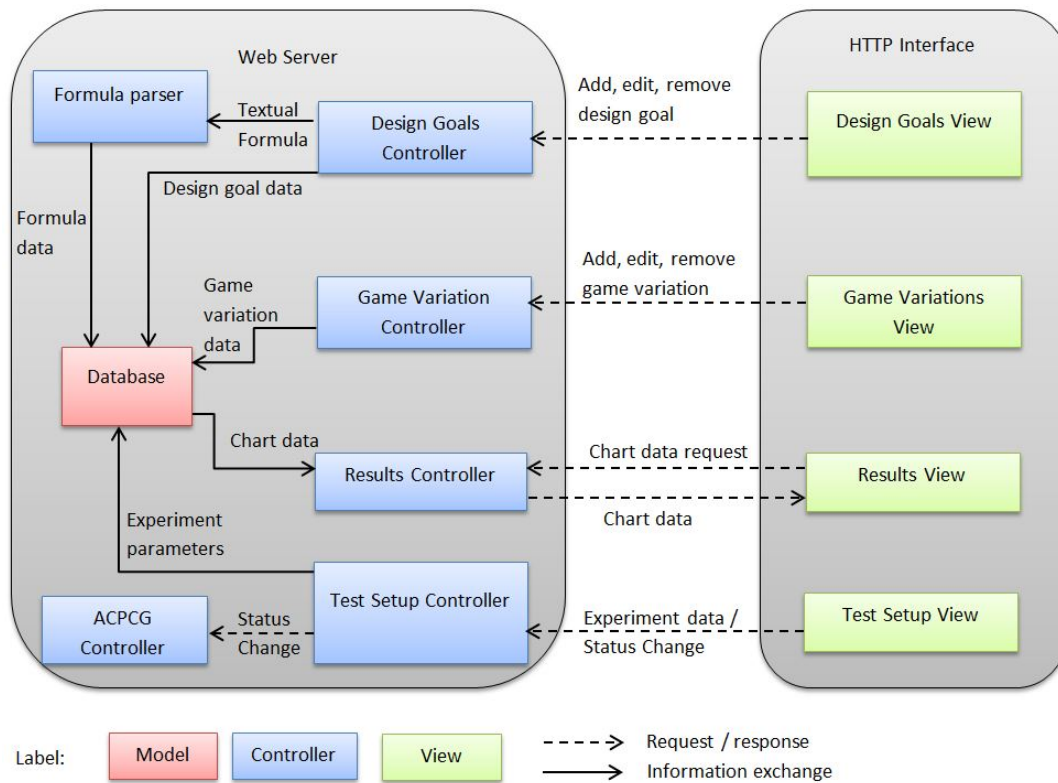 Web Server
HTTP Interface
Formula parser
Textual
Formula
Design Goals
Controller
Add, edit, remove
design goal
Design Goals View
Design goal data
Formula
data
Game
variation
data
Game Variation
Controller
Add, edit, remove
game variation
Game Variations
View
Database
Chart data
Results Controller
Chart data request
Chart data
Results View
Experiment
parameters
ACPCG
Controller
Status
Change
Test Setup Controller
Experiment data /
Status Change
Test Setup View
Label:
Model
Controller
View
Request / response
Information exchange